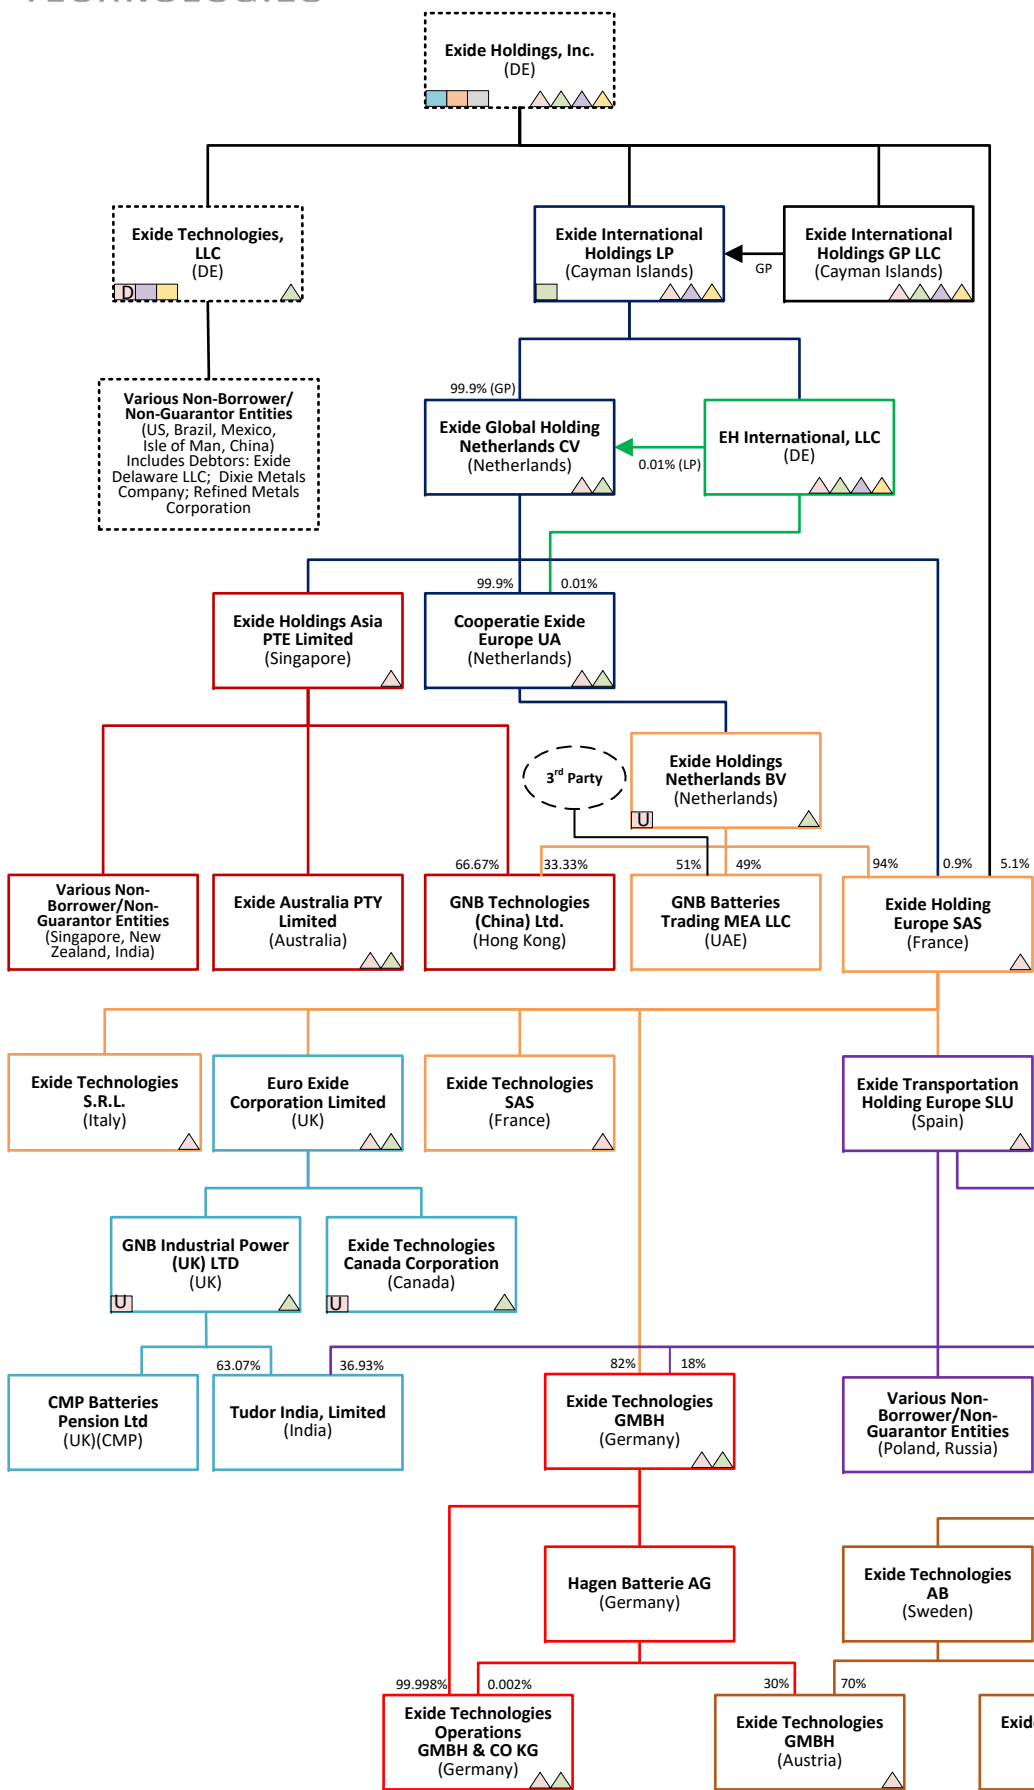 TECHNOLOGIES
Exide Holdings, Inc.
(DE)
Exide Technologies,
LLC
(DE)
D
Exide International
Holdings LP
(Cayman Islands)
GP
Exide International
Holdings GP LLC
(Cayman Islands)
Various Non-Borrower/
Non-Guarantor Entities
(US, Brazil, Mexico,
Isle of Man, China)
Includes Debtors: Exide
Delaware LLC; Dixie Metals
Company; Refined Metals
Corporation
99.9% (GP)
Exide Global Holding
Netherlands CV
(Netherlands)
0.01% (LP)
EH International, LLC
(DE)
99.9%
0.01%
Exide Holdings Asia
PTE Limited
(Singapore)
Cooperatie Exide
Europe UA
(Netherlands)
3rd Party
Exide Holdings
Netherlands BV
(Netherlands)
U
66.67%
33.33%
51%
49%
94%
0.9%
5.1%
Various Non-
Borrower/Non-
Guarantor Entities
(Singapore, New
Zealand, India)
Exide Australia PTY
Limited
(Australia)
GNB Technologies
(China) Ltd.
(Hong Kong)
GNB Batteries
Trading MEA LLC
(UAE)
Exide Holding
Europe SAS
(France)
Exide Technologies
S.R.L.
(Italy)
Euro Exide
Corporation Limited
(UK)
Exide Technologies
SAS
(France)
Exide Transportation
Holding Europe SLU
(Spain)
GNB Industrial Power
(UK) LTD
(UK)
U
Exide Technologies
Canada Corporation
(Canada)
U
63.07%
36.93%
82%
18%
CMP Batteries
Pension Ltd
(UK)(CMP)
Tudor India, Limited
(India)
Exide Technologies
GMBH
(Germany)
Various Non-
Borrower/Non-
Guarantor Entities
(Poland, Russia)
Hagen Batterie AG
(Germany)
Exide Technologies
AB
(Sweden)
99.998%
0.002%
30%
70%
Exide Technologies
Operations
GMBH & CO KG
(Germany)
Exide Technologies
GMBH
(Austria)
Exide